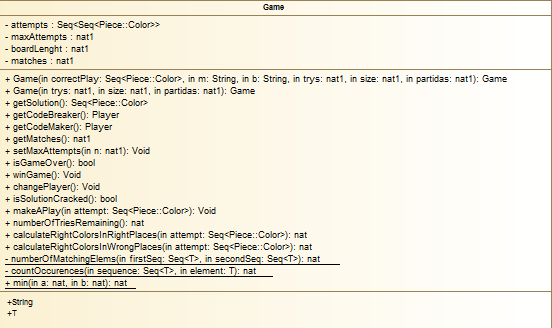 Game
- attempts : Seq<Seq<Piece::Color>>
- maxAttempts : nat1
- boardLenght : nat1
- matches : nat1
+ Game(in correctPlay: Seq<Piece::Color>, in m: String, in b: String, in trys: nat1, in size: nat1, in partidas: nat1): Game
+ Game(in trys: nat1, in size: nat1, in partidas: nat1): Game
+ getSolution(): Seq<Piece::Color>
+ getCodeBreaker(): Player
+ getCodeMaker(): Player
+ getMatches(): nat1
+ setMaxAttempts(in n: nat1): Void
+ isGameOver(): bool
+ winGame(): Void
+ changePlayer(): Void
+ isSolutionCracked(): bool
+ makeAPlay(in attempt: Seq<Piece::Color>): Void
+ numberOfTriesRemaining(): nat
+ calculateRightColorsInRightPlaces(in attempt: Seq<Piece::Color>): nat
+ calculateRightColorsInWrongPlaces(in attempt: Seq<Piece::Color>): nat
- numberOfMatchingElems(in firstSeq: Seq<T>, in secondSeq: Seq<T>): nat
- countOccurences(in sequence: Seq<T>, in element: T): nat
+ min(in a: nat, in b: nat): nat
+String
+T